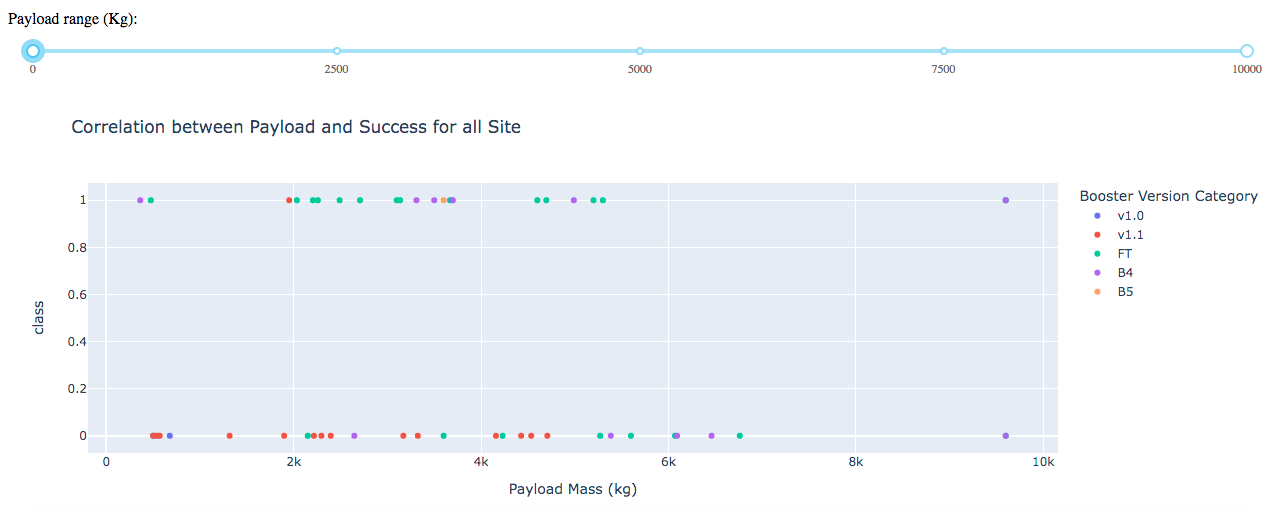 Payload range (Kg):
0 2500 5000 7500 10000
Correlation between Payload and Success for all Site
Booster Version Category
v1.0
v1.1
FT
B4
B5
1
0.8
0.6
0.4
0.2
0
class
0 2k 4k 6k 8k 10k
Payload Mass (kg)